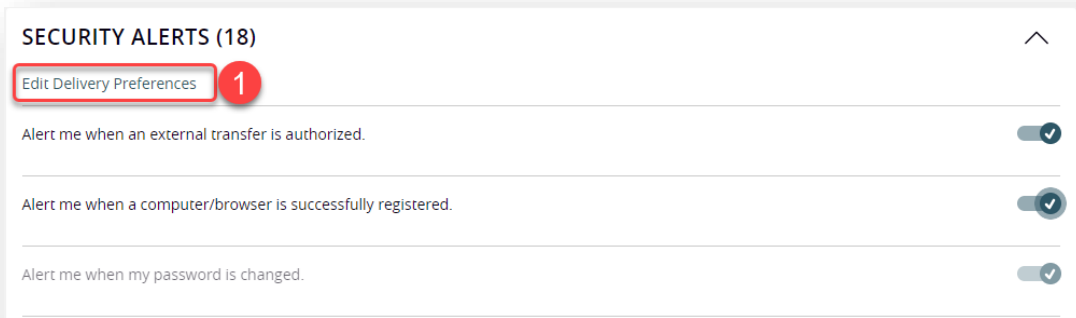 SECURITY ALERTS (18)
Edit Delivery Preferences 1
Alert me when an external transfer is authorized.
Alert me when a computer/browser is successfully registered.
Alert me when my password is changed.